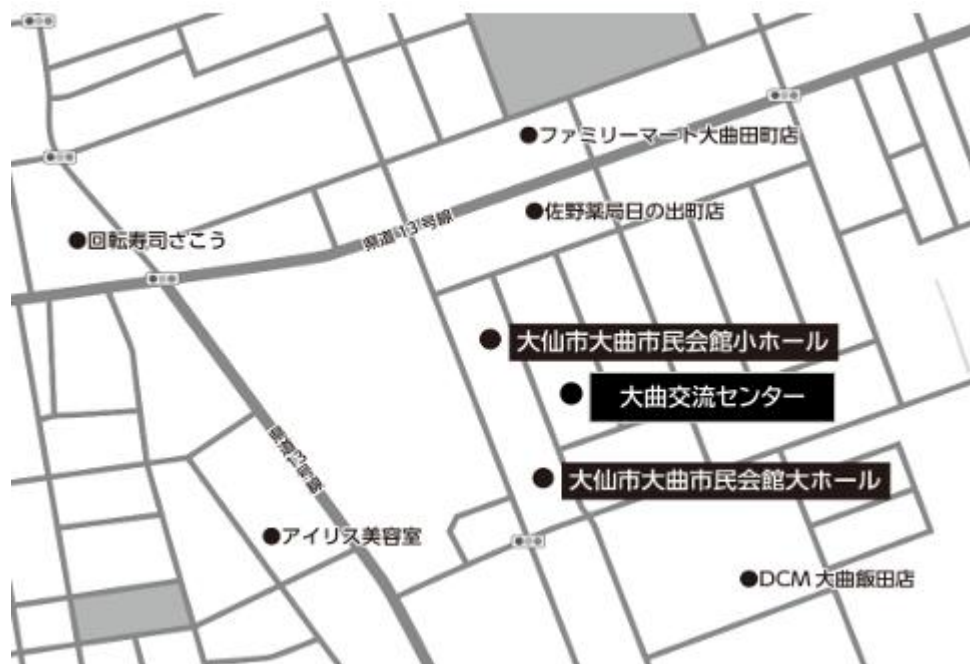 ●ファミリーマート大曲田町店
●佐野薬局日の出町店
県道13号線
●回転寿司さこう
● 大仙市大曲市民会館小ホール
● 大曲交流センター
● 大仙市大曲市民会館大ホール
●アイリス美容室
●DCM 大曲飯田店